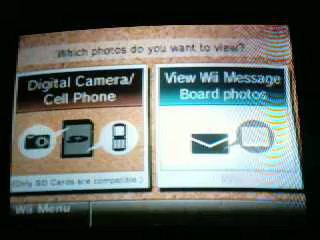 Which photos do you want to view?
Digital Camera/
Cell Phone
View Wii Message
Board photos
(Only SD Cards are compatible.)
Wii Menu